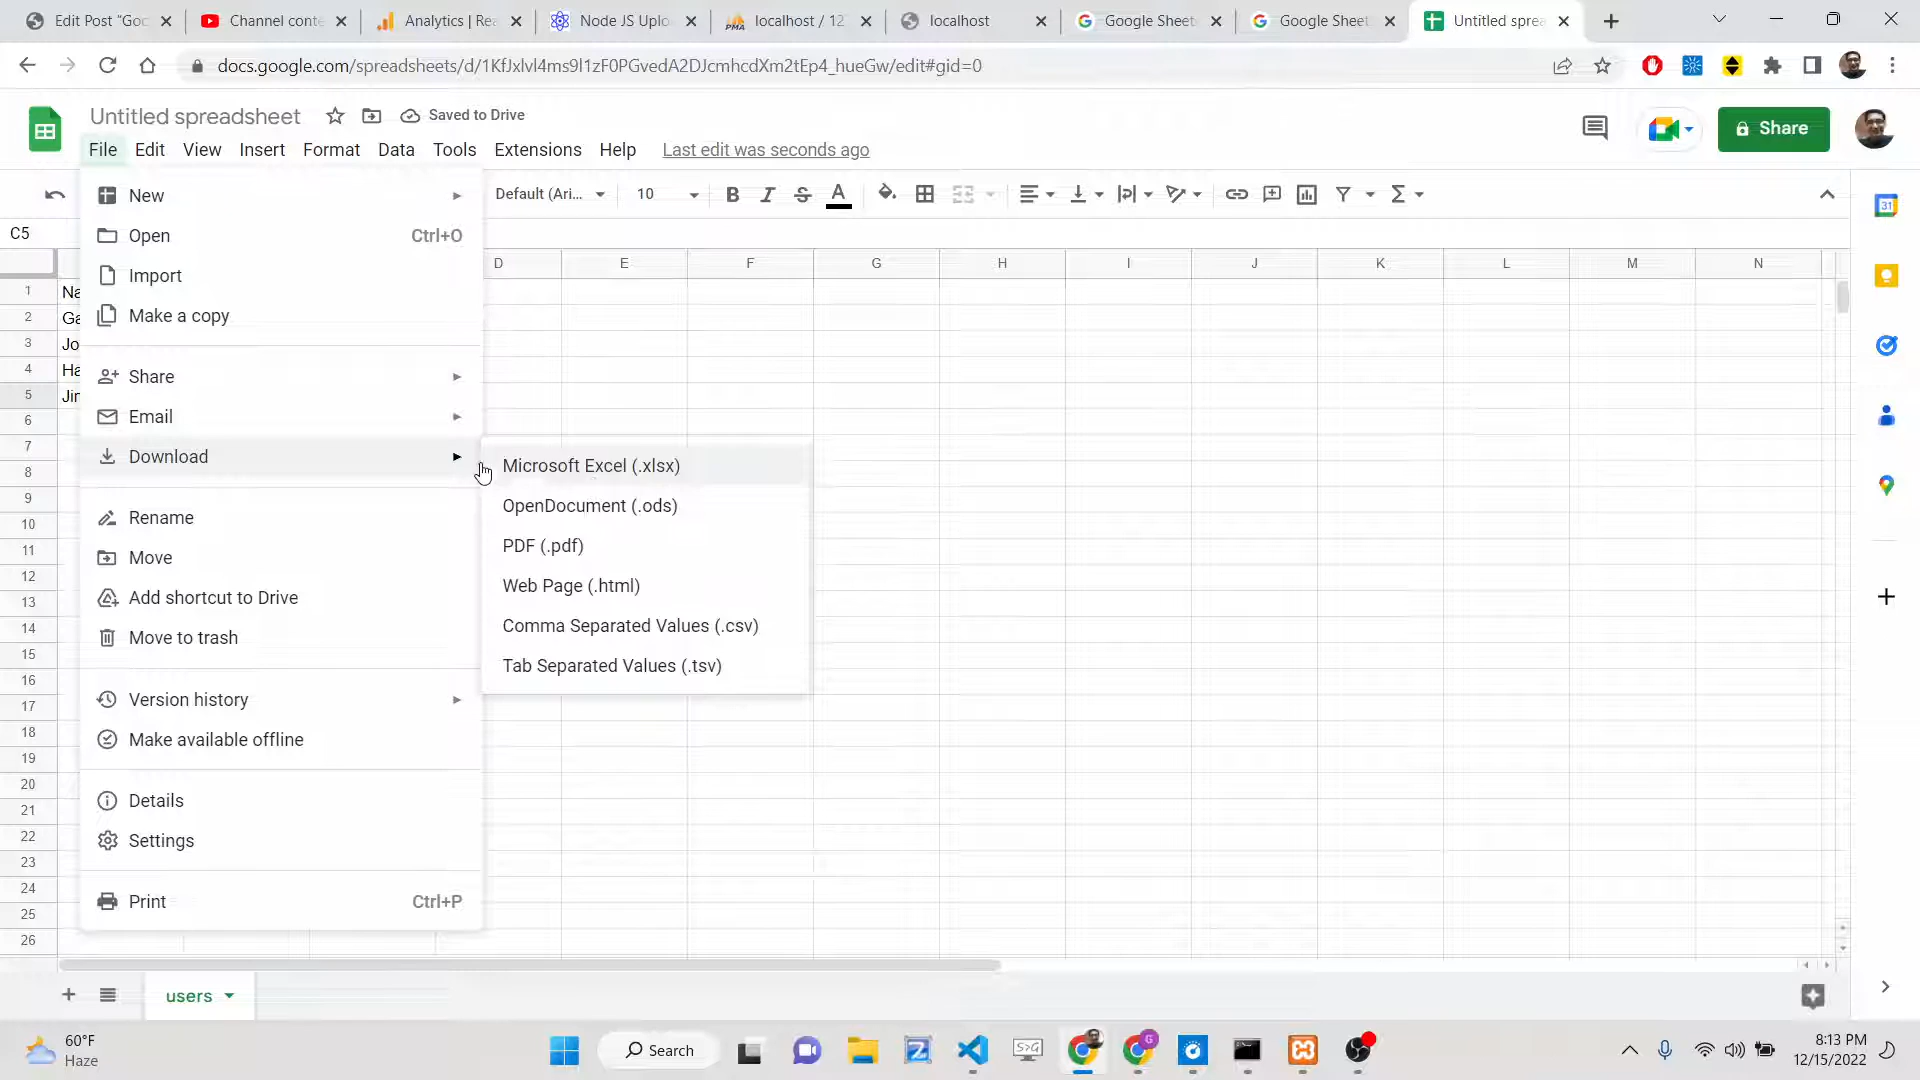 Edit Post "Goo
Channel conte
Analytics | Rea
Node JS Uplo
localhost / 12
localhost
Google Sheet
Google Sheet
Untitled sprea
docs.google.com/spreadsheets/d/1KfJxlvl4ms9l1zF0PGvedA2DJcmhcdXm2tEp4_hueGw/edit#gid=0
Untitled spreadsheet
Saved to Drive
Share
File Edit View Insert Format Data Tools Extensions Help Last edit was seconds ago
Default (Ari... 10 B I S A
C5
D E F G H I J K L M N
1 Na
2 Ga
3 Jo
4 Ha
5 Jir
6
7
8
9
10
11
12
13
14
15
16
17
18
19
20
21
22
23
24
25
26
New
Open Ctrl+O
Import
Make a copy
Share
Email
Download
Rename
Move
Add shortcut to Drive
Move to trash
Version history
Make available offline
Details
Settings
Print Ctrl+P
Microsoft Excel (.xlsx)
OpenDocument (.ods)
PDF (.pdf)
Web Page (.html)
Comma Separated Values (.csv)
Tab Separated Values (.tsv)
31
users
60°F
Haze
Search
8:13 PM
12/15/2022